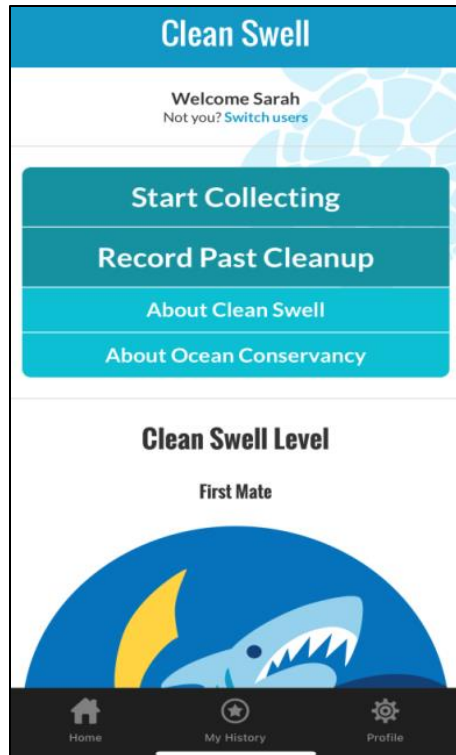 Clean Swell
Welcome Sarah
Not you? Switch users
Start Collecting
Record Past Cleanup
About Clean Swell
About Ocean Conservancy
Clean Swell Level
First Mate
Home
My History
Profile